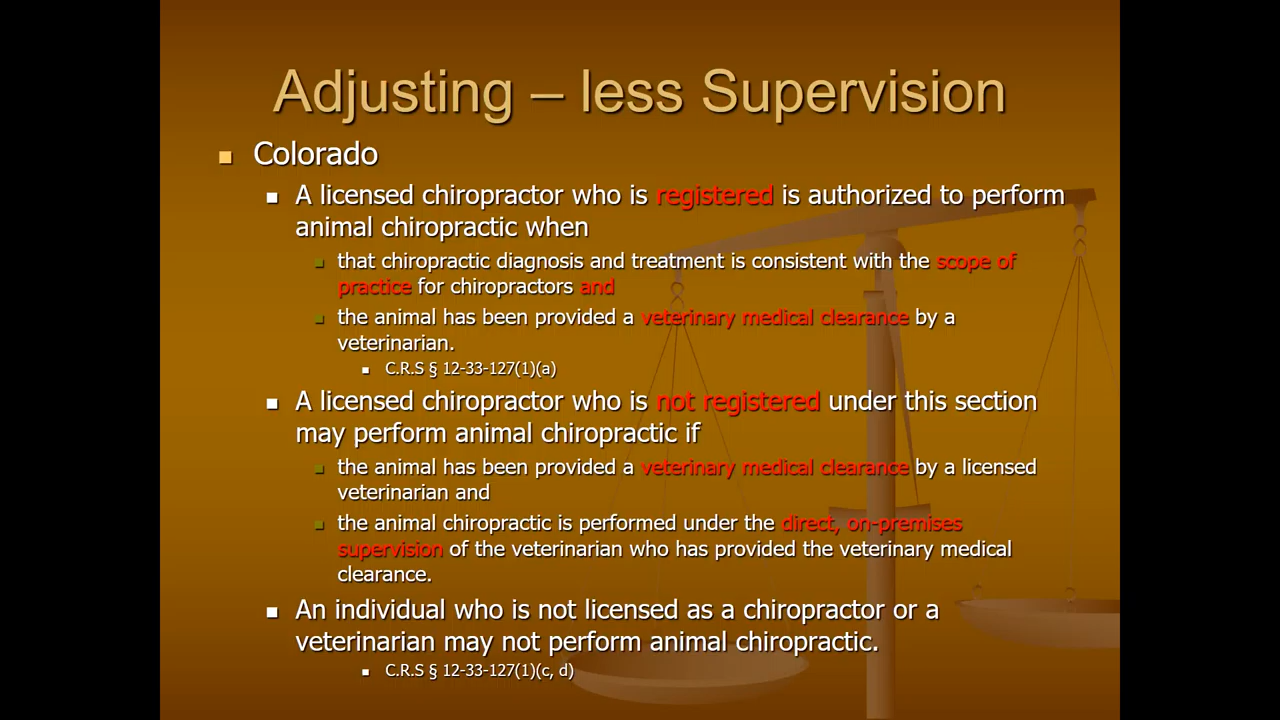 Adjusting – less Supervision
Colorado
A licensed chiropractor who is registered is authorized to perform
animal chiropractic when
that chiropractic diagnosis and treatment is consistent with the scope of
practice for chiropractors and
the animal has been provided a veterinary medical clearance by a
veterinarian.
C.R.S § 12-33-127(1)(a)
A licensed chiropractor who is not registered under this section
may perform animal chiropractic if
the animal has been provided a veterinary medical clearance by a licensed
veterinarian and
the animal chiropractic is performed under the direct, on-premises
supervision of the veterinarian who has provided the veterinary medical
clearance.
An individual who is not licensed as a chiropractor or a
veterinarian may not perform animal chiropractic.
C.R.S § 12-33-127(1)(c, d)